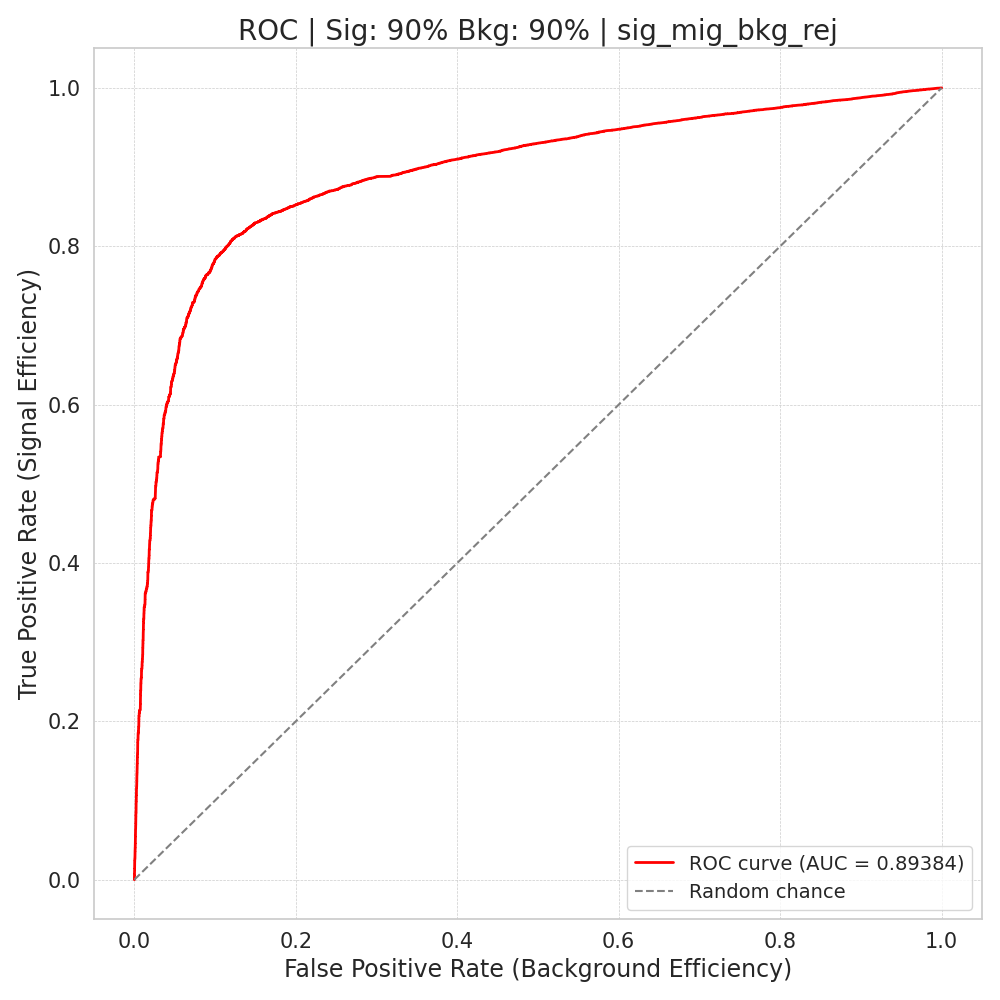 ROC | Sig: 90% Bkg: 90% | sig_mig_bkg_rej
True Positive Rate (Signal Efficiency)
1.0
0.8
0.6
0.4
0.2
0.0
ROC curve (AUC = 0.89384)
Random chance
0.0 0.2 0.4 0.6 0.8 1.0
False Positive Rate (Background Efficiency)